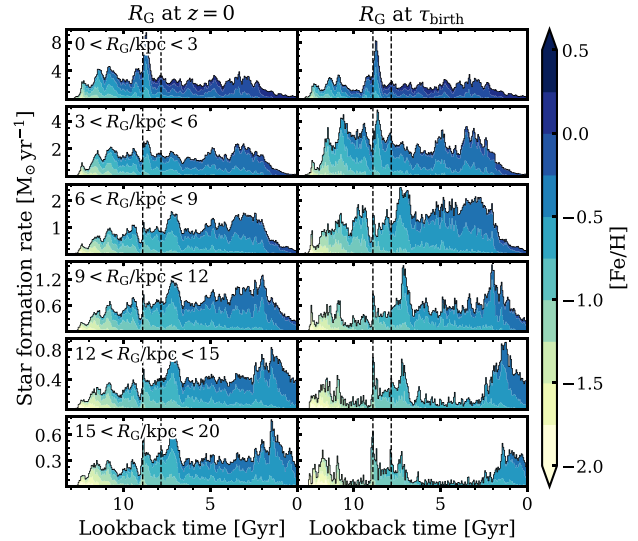 R_G at z = 0
R_G at τ_birth
0 < R_G/kpc < 3
8
4
3 < R_G/kpc < 6
4
2
6 < R_G/kpc < 9
2
1
9 < R_G/kpc < 12
1.2
0.6
12 < R_G/kpc < 15
0.8
0.4
15 < R_G/kpc < 20
0.6
0.3
10 5 0
10 5 0
Lookback time [Gyr]
Lookback time [Gyr]
Star formation rate [M⊙ yr⁻¹]
0.5
0.0
−0.5
−1.0
−1.5
−2.0
[Fe/H]